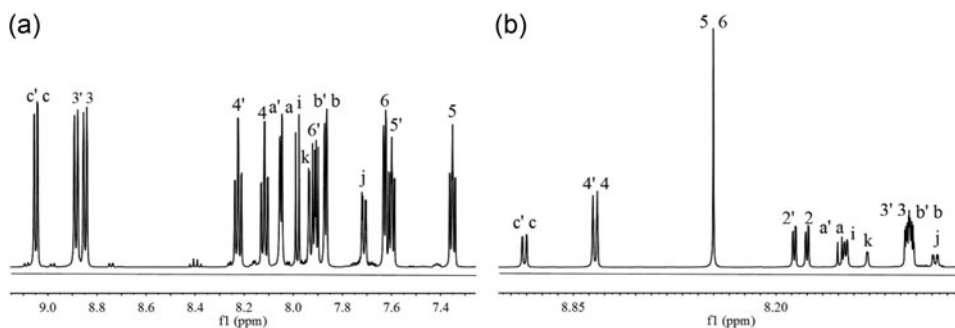 (a)
c' c 3' 3 4' 4 a' a i k 6' b' b j 6 5' 5
9.0 8.8 8.6 8.4 8.2 8.0 7.8 7.6 7.4
f1 (ppm)
(b)
c' c 4' 4 5 6 2' 2 a' a i k 3' 3 b' b j
8.85 8.20
f1 (ppm)